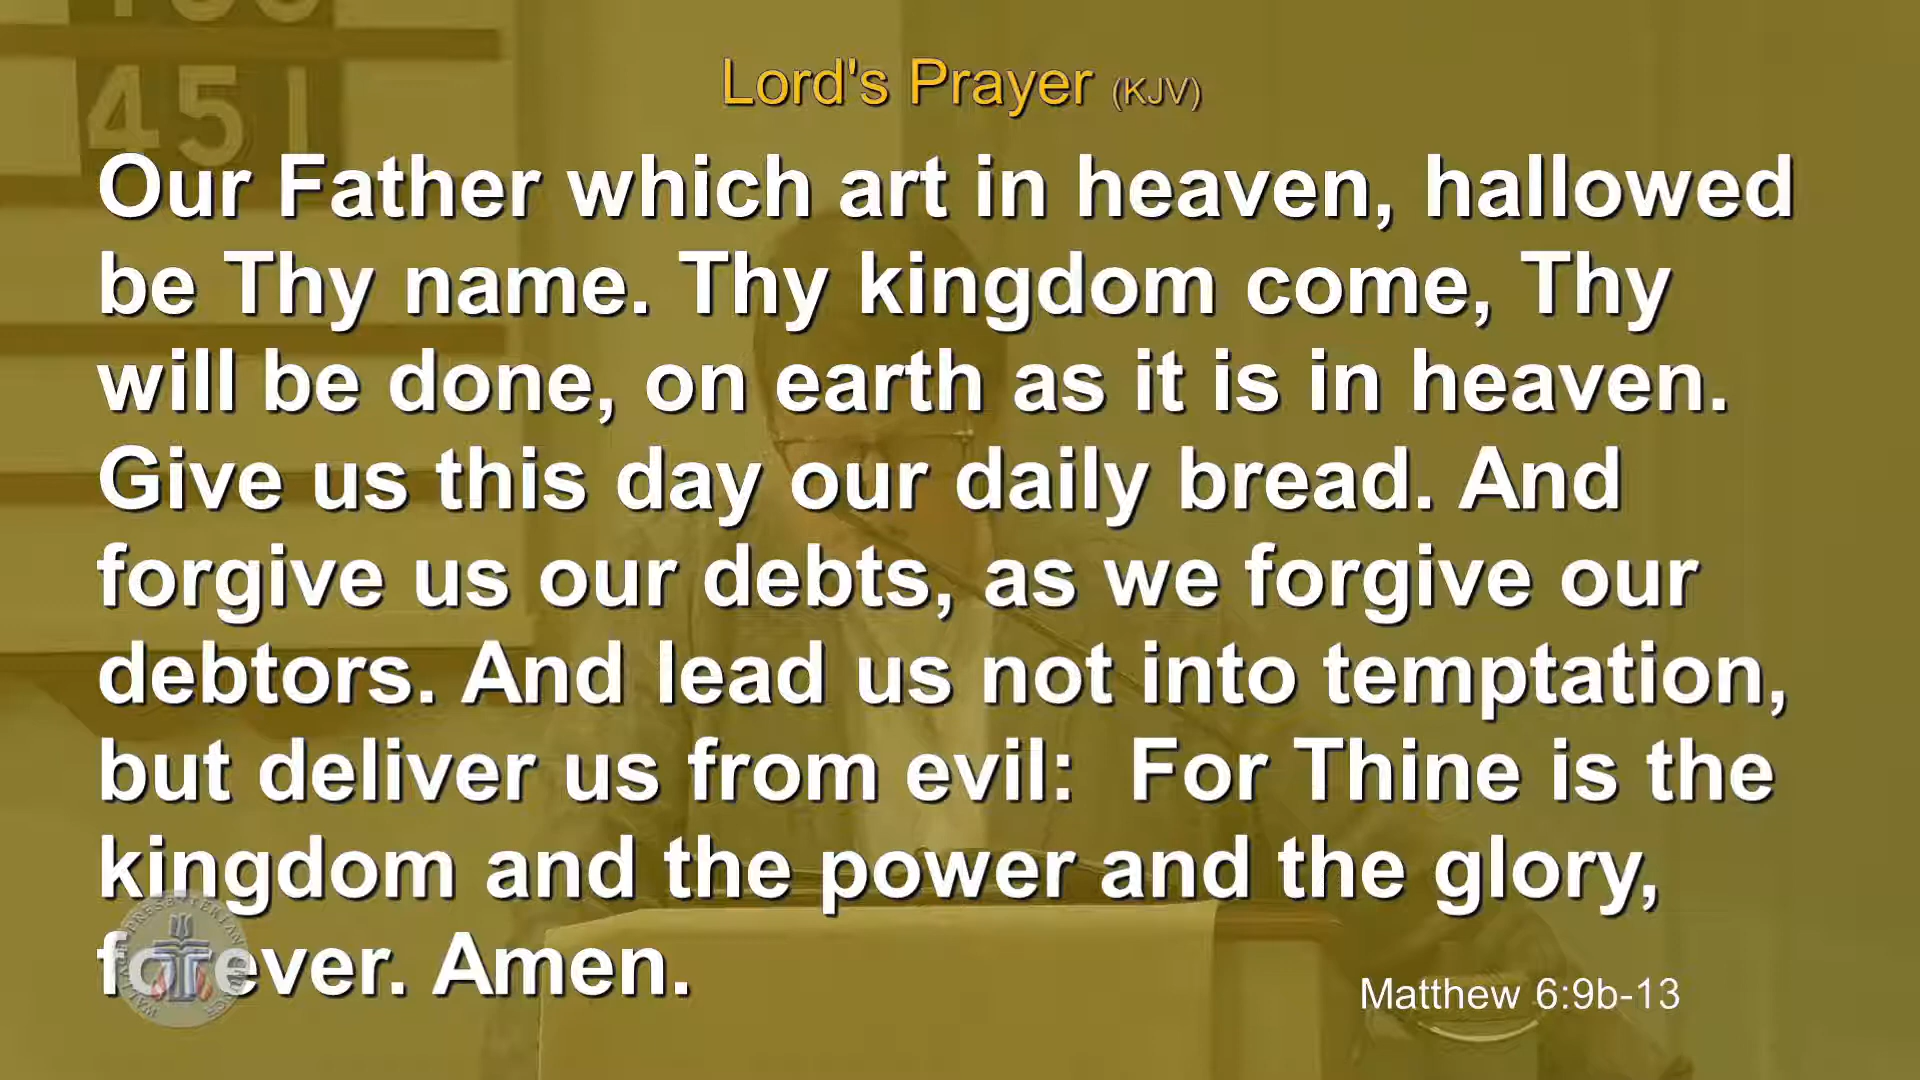 451
Lord's Prayer (KJV)
Our Father which art in heaven, hallowed
be Thy name. Thy kingdom come, Thy
will be done, on earth as it is in heaven.
Give us this day our daily bread. And
forgive us our debts, as we forgive our
debtors. And lead us not into temptation,
but deliver us from evil:  For Thine is the
kingdom and the power and the glory,
forever. Amen.
Matthew 6:9b-13